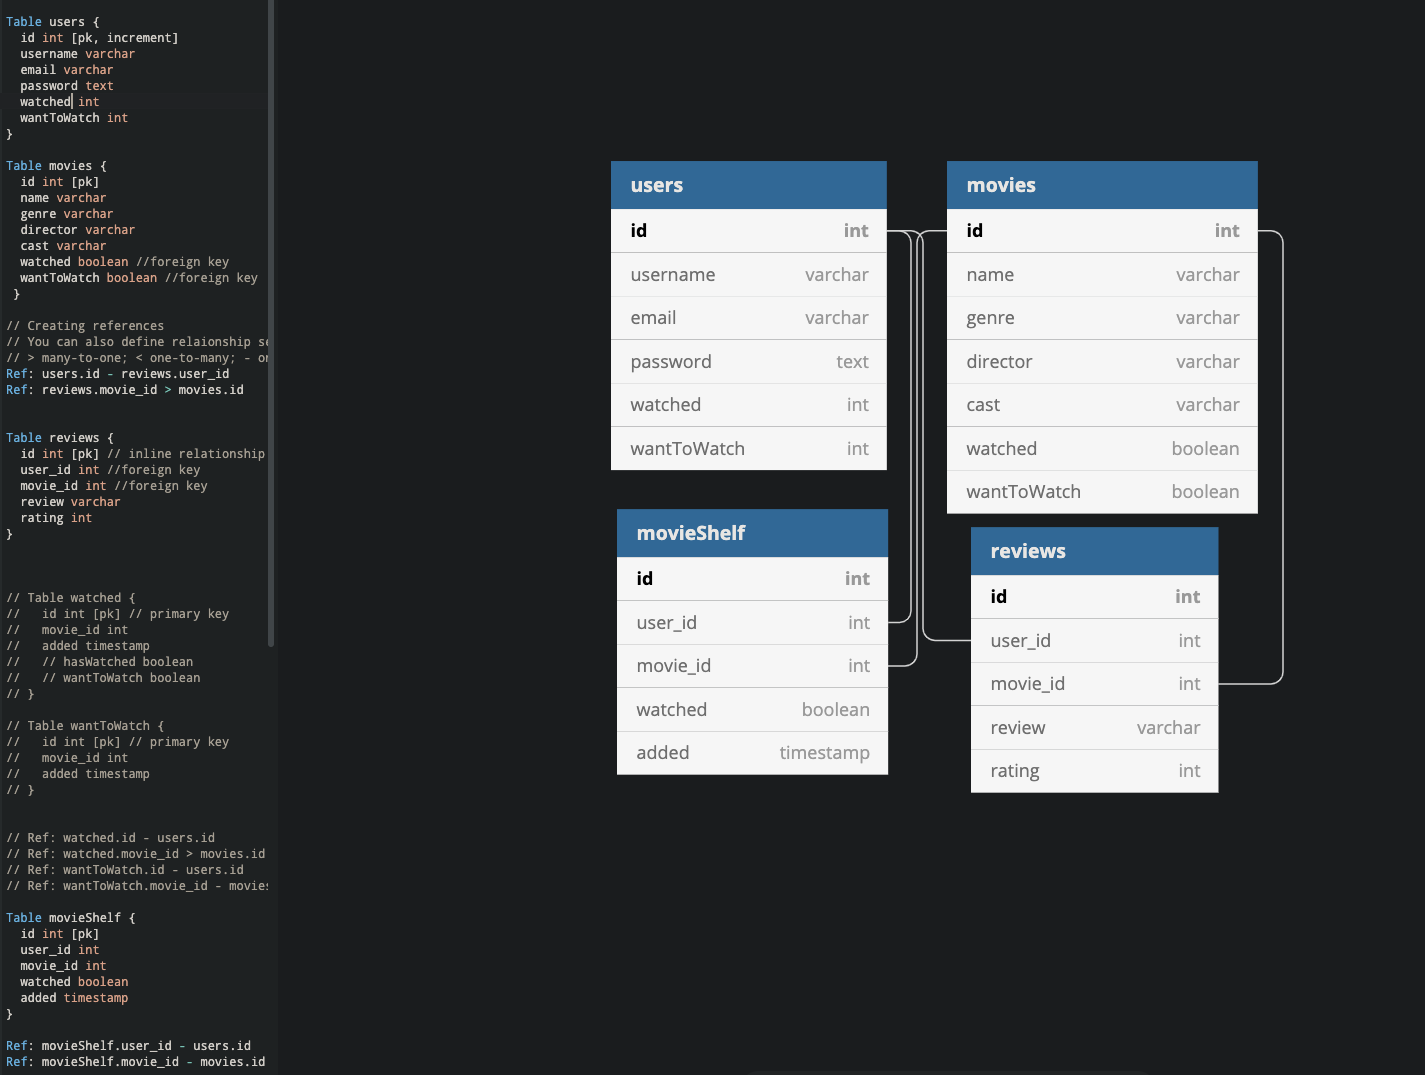 Table users {
id int [pk, increment]
username varchar
email varchar
password text
watched int
wantToWatch int
}
Table movies {
id int [pk]
name varchar
genre varchar
director varchar
cast varchar
watched boolean //foreign key
wantToWatch boolean //foreign key
}
// Creating references
// You can also define relaionship se
// > many-to-one; < one-to-many; - on
Ref: users.id - reviews.user_id
Ref: reviews.movie_id > movies.id
Table reviews {
id int [pk] // inline relationship
user_id int //foreign key
movie_id int //foreign key
review varchar
rating int
}
// Table watched {
//   id int [pk] // primary key
//   movie_id int
//   added timestamp
//   // hasWatched boolean
//   // wantToWatch boolean
// }
// Table wantToWatch {
//   id int [pk] // primary key
//   movie_id int
//   added timestamp
// }
// Ref: watched.id - users.id
// Ref: watched.movie_id > movies.id
// Ref: wantToWatch.id - users.id
// Ref: wantToWatch.movie_id - movies
Table movieShelf {
id int [pk]
user_id int
movie_id int
watched boolean
added timestamp
}
Ref: movieShelf.user_id - users.id
Ref: movieShelf.movie_id - movies.id
users
id int
username varchar
email varchar
password text
watched int
wantToWatch int
movies
id int
name varchar
genre varchar
director varchar
cast varchar
watched boolean
wantToWatch boolean
movieShelf
id int
user_id int
movie_id int
watched boolean
added timestamp
reviews
id int
user_id int
movie_id int
review varchar
rating int